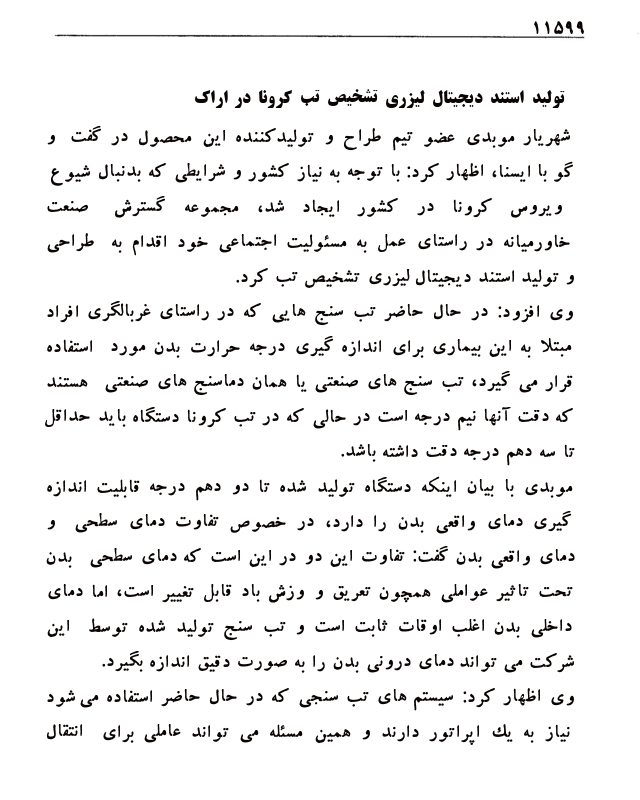 ۱۱۵۹۹
تولید استند دیجیتال لیزری تشخیص تب کرونا در اراک
شهریار موبدی عضو تیم طراح و تولیدکننده این محصول در گفت و
گو با ایسنا، اظهار کرد: با توجه به نیاز کشور و شرایطی که بدنبال شیوع
ویروس کرونا در کشور ایجاد شد، مجموعه گسترش صنعت
خاورمیانه در راستای عمل به مسئولیت اجتماعی خود اقدام به طراحی
و تولید استند دیجیتال لیزری تشخیص تب کرد.
وی افزود: در حال حاضر تب سنج هایی که در راستای غربالگری افراد
مبتلا به این بیماری برای اندازه گیری درجه حرارت بدن مورد استفاده
قرار می گیرد، تب سنج های صنعتی یا همان دماسنج های صنعتی هستند
که دقت آنها نیم درجه است در حالی که در تب کرونا دستگاه باید حداقل
تا سه دهم درجه دقت داشته باشد.
موبدی با بیان اینکه دستگاه تولید شده تا دو دهم درجه قابلیت اندازه
گیری دمای واقعی بدن را دارد، در خصوص تفاوت دمای سطحی و
دمای واقعی بدن گفت: تفاوت این دو در این است که دمای سطحی بدن
تحت تاثیر عواملی همچون تعریق و وزش باد قابل تغییر است، اما دمای
داخلی بدن اغلب اوقات ثابت است و تب سنج تولید شده توسط این
شرکت می تواند دمای درونی بدن را به صورت دقیق اندازه بگیرد.
وی اظهار کرد: سیستم های تب سنجی که در حال حاضر استفاده می شود
نیاز به یك اپراتور دارند و همین مسئله می تواند عاملی برای انتقال